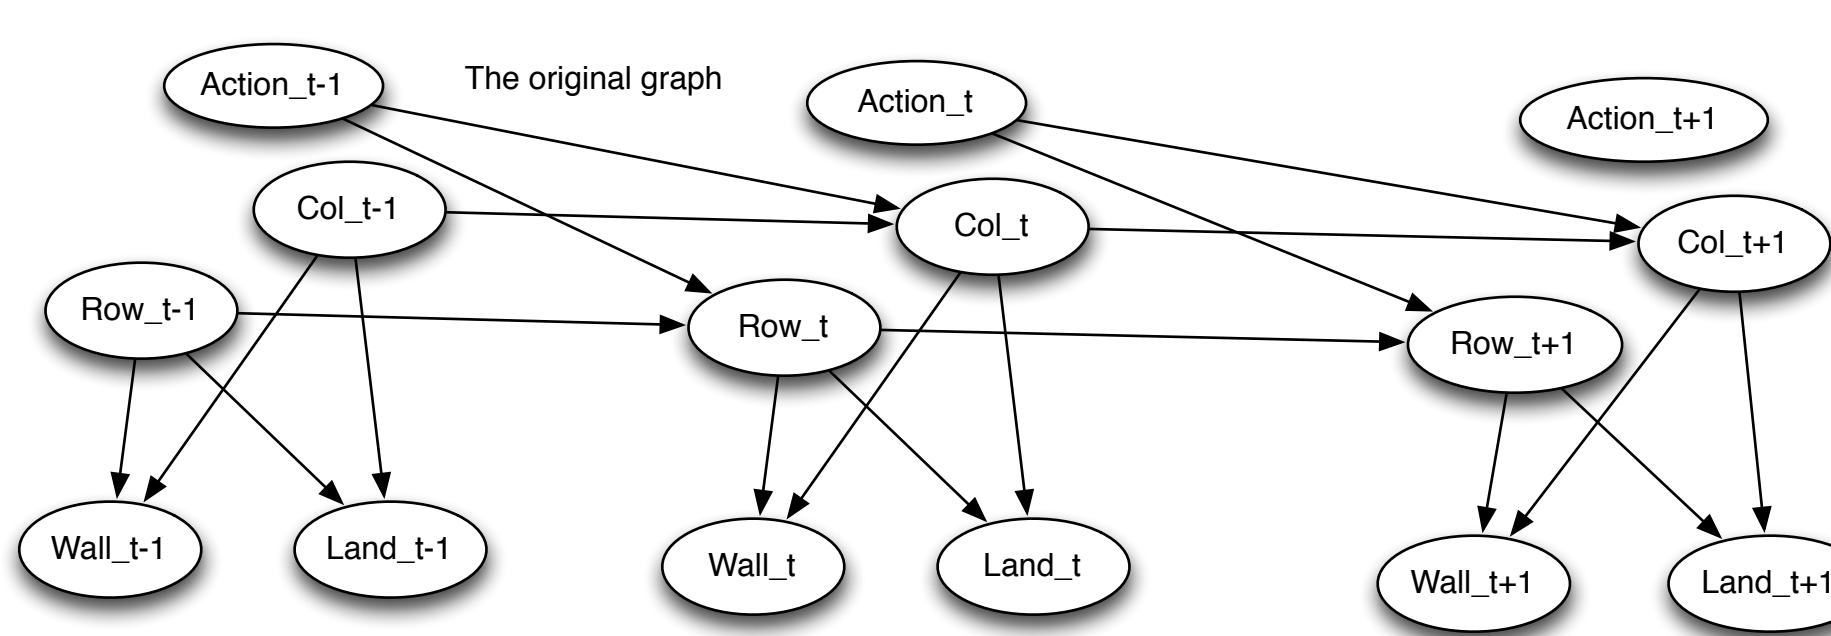 The original graph
Action_t-1
Action_t
Action_t+1
Col_t-1
Col_t
Col_t+1
Row_t-1
Row_t
Row_t+1
Wall_t-1
Land_t-1
Wall_t
Land_t
Wall_t+1
Land_t+1